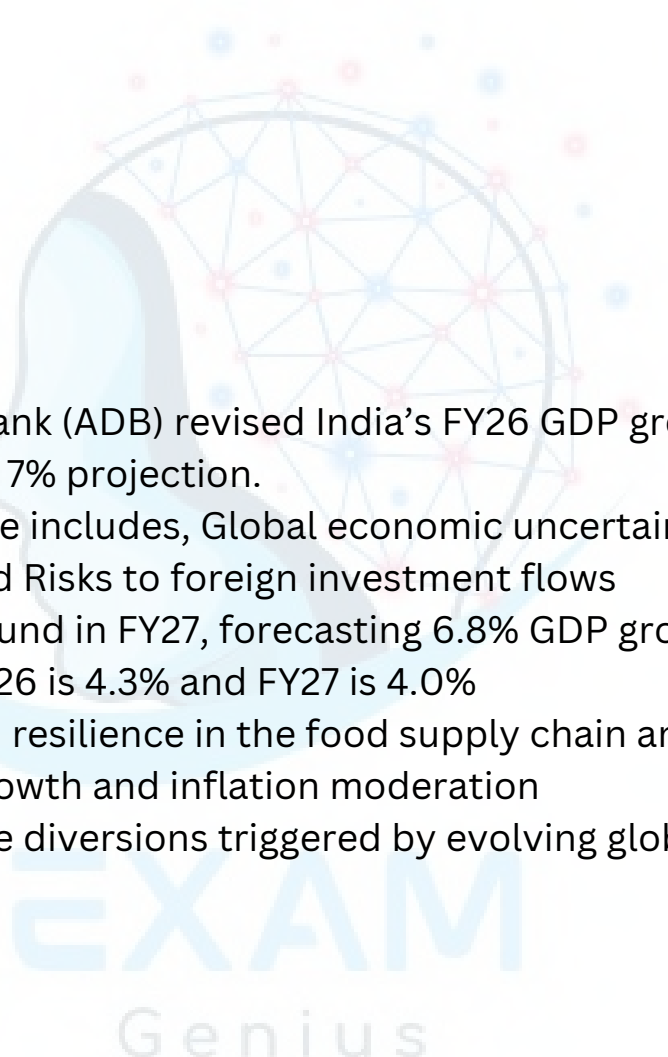 ank (ADB) revised India’s FY26 GDP gr
7% projection.
e includes, Global economic uncertain
d Risks to foreign investment flows
und in FY27, forecasting 6.8% GDP gro
26 is 4.3% and FY27 is 4.0%
resilience in the food supply chain an
owth and inflation moderation
e diversions triggered by evolving glob
EXAM
Genius